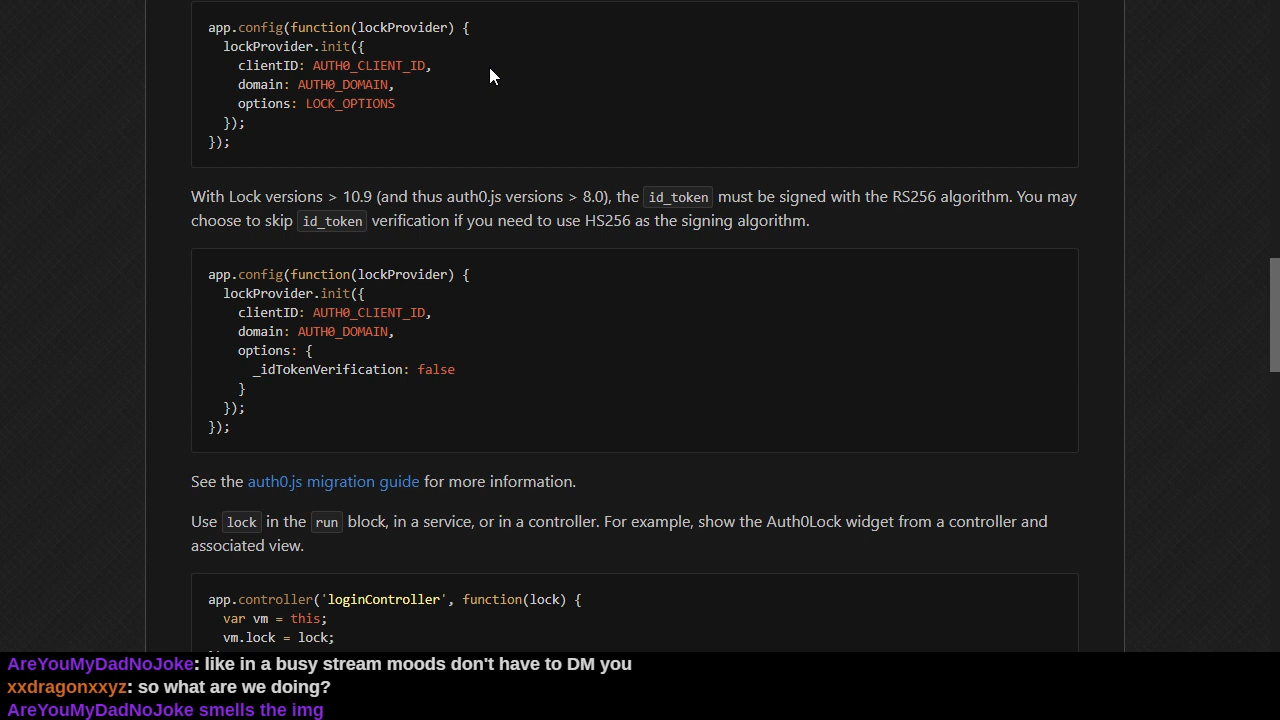 app.config(function(lockProvider) {
lockProvider.init({
clientID: AUTH0_CLIENT_ID,
domain: AUTH0_DOMAIN,
options: LOCK_OPTIONS
});
});
With Lock versions > 10.9 (and thus auth0.js versions > 8.0), the id_token must be signed with the RS256 algorithm. You may
choose to skip id_token verification if you need to use HS256 as the signing algorithm.
app.config(function(lockProvider) {
lockProvider.init({
clientID: AUTH0_CLIENT_ID,
domain: AUTH0_DOMAIN,
options: {
_idTokenVerification: false
}
});
});
See the auth0.js migration guide for more information.
Use lock in the run block, in a service, or in a controller. For example, show the Auth0Lock widget from a controller and
associated view.
app.controller('loginController', function(lock) {
var vm = this;
vm.lock = lock;
AreYouMyDadNoJoke: like in a busy stream moods don't have to DM you
xxdragonxxyz: so what are we doing?
AreYouMyDadNoJoke smells the img